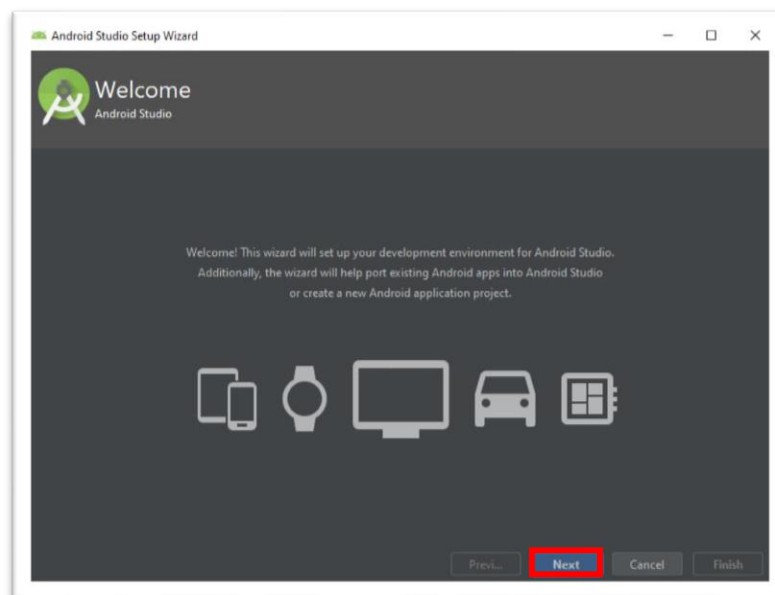 Android Studio Setup Wizard
Welcome
Android Studio
Welcome! This wizard will set up your development environment for Android Studio.
Additionally, the wizard will help port existing Android apps into Android Studio
or create a new Android application project.
Previ...
Next
Cancel
Finish